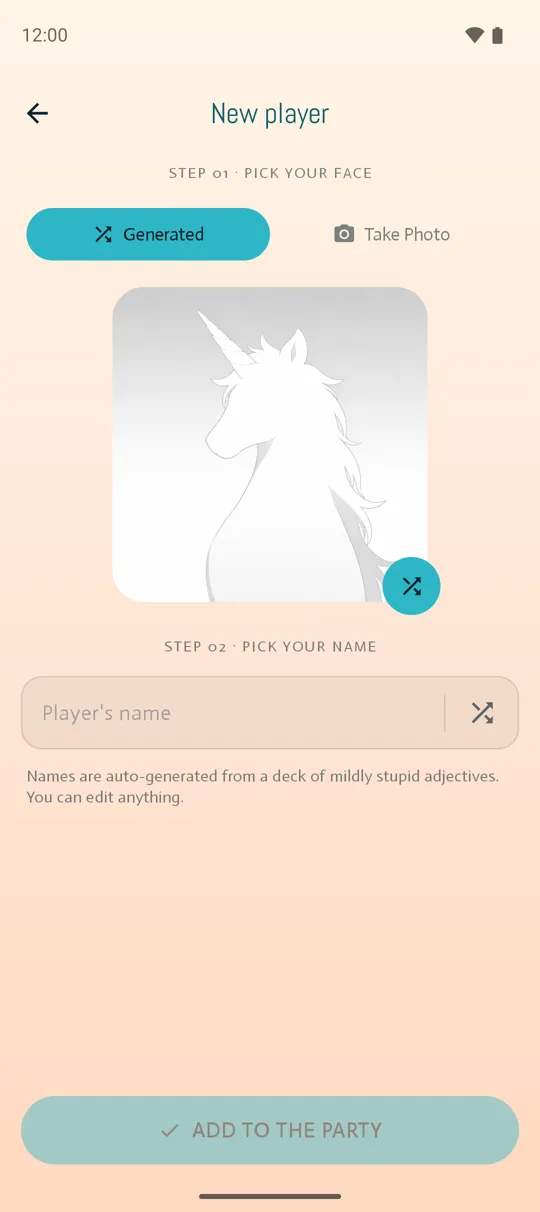 12:00
New player
STEP 01 · PICK YOUR FACE
Generated
Take Photo
STEP 02 · PICK YOUR NAME
Player's name
Names are auto-generated from a deck of mildly stupid adjectives.
You can edit anything.
ADD TO THE PARTY